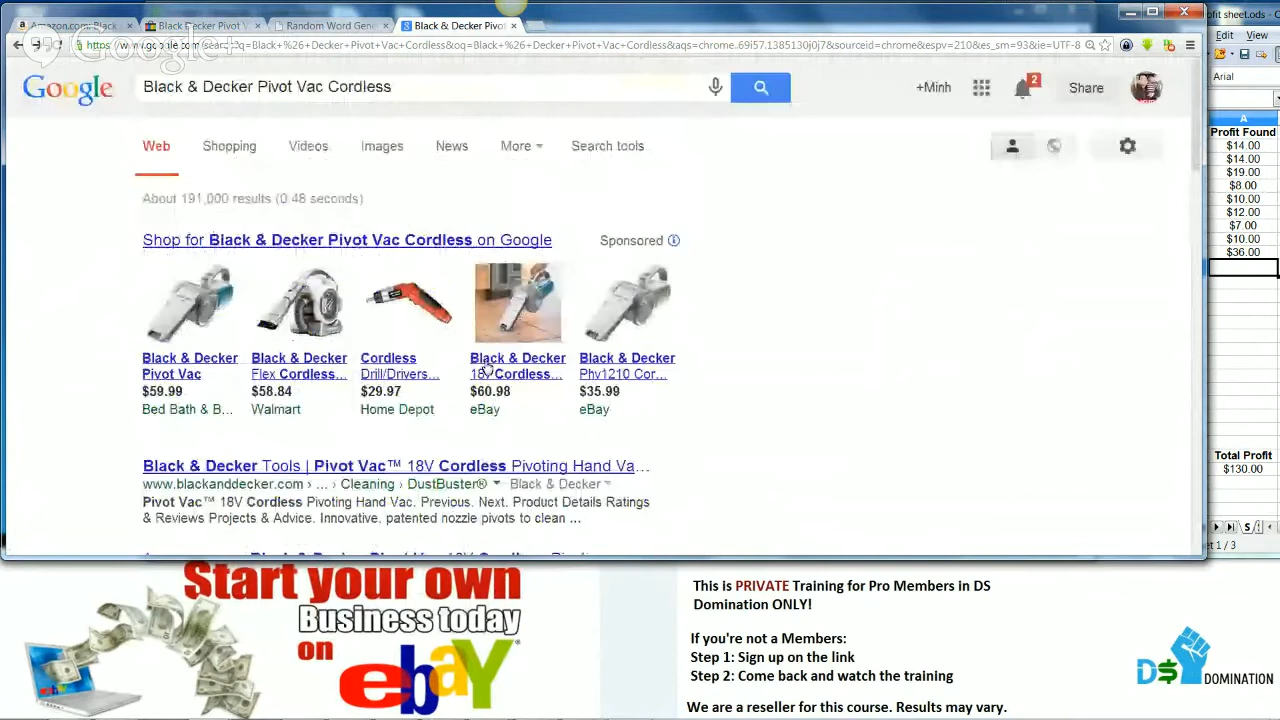 Amazon.com: Black
Black Decker Pivot V
Random Word Gene
Black & Decker Pivot
Google+
Edit View
Google
Black & Decker Pivot Vac Cordless
+Minh
2
Share
Arial
A
Web
Shopping
Videos
Images
News
More
Search tools
About 191,000 results (0.48 seconds)
Shop for Black & Decker Pivot Vac Cordless on Google
Sponsored
Black & Decker
Pivot Vac
$59.99
Bed Bath & B...
Black & Decker
Flex Cordless...
$58.84
Walmart
Cordless
Drill/Drivers...
$29.97
Home Depot
Black & Decker
18V Cordless...
$60.98
eBay
Black & Decker
Phv1210 Cor...
$35.99
eBay
Black & Decker Tools | Pivot Vac™ 18V Cordless Pivoting Hand Va...
www.blackanddecker.com › ... › Cleaning › DustBuster® Black & Decker
Pivot Vac™ 18V Cordless Pivoting Hand Vac. Previous. Next. Product Details Ratings
& Reviews Projects & Advice. Innovative, patented nozzle pivots to clean ...
Profit Found
$14.00
$14.00
$19.00
$8.00
$10.00
$12.00
$7.00
$10.00
$36.00
Total Profit
$130.00
Start your own
Business today
on
ebay
This is PRIVATE Training for Pro Members in DS
Domination ONLY!
If you're not a Members:
Step 1: Sign up on the link
Step 2: Come back and watch the training
We are a reseller for this course. Results may vary.
D$ DOMINATION